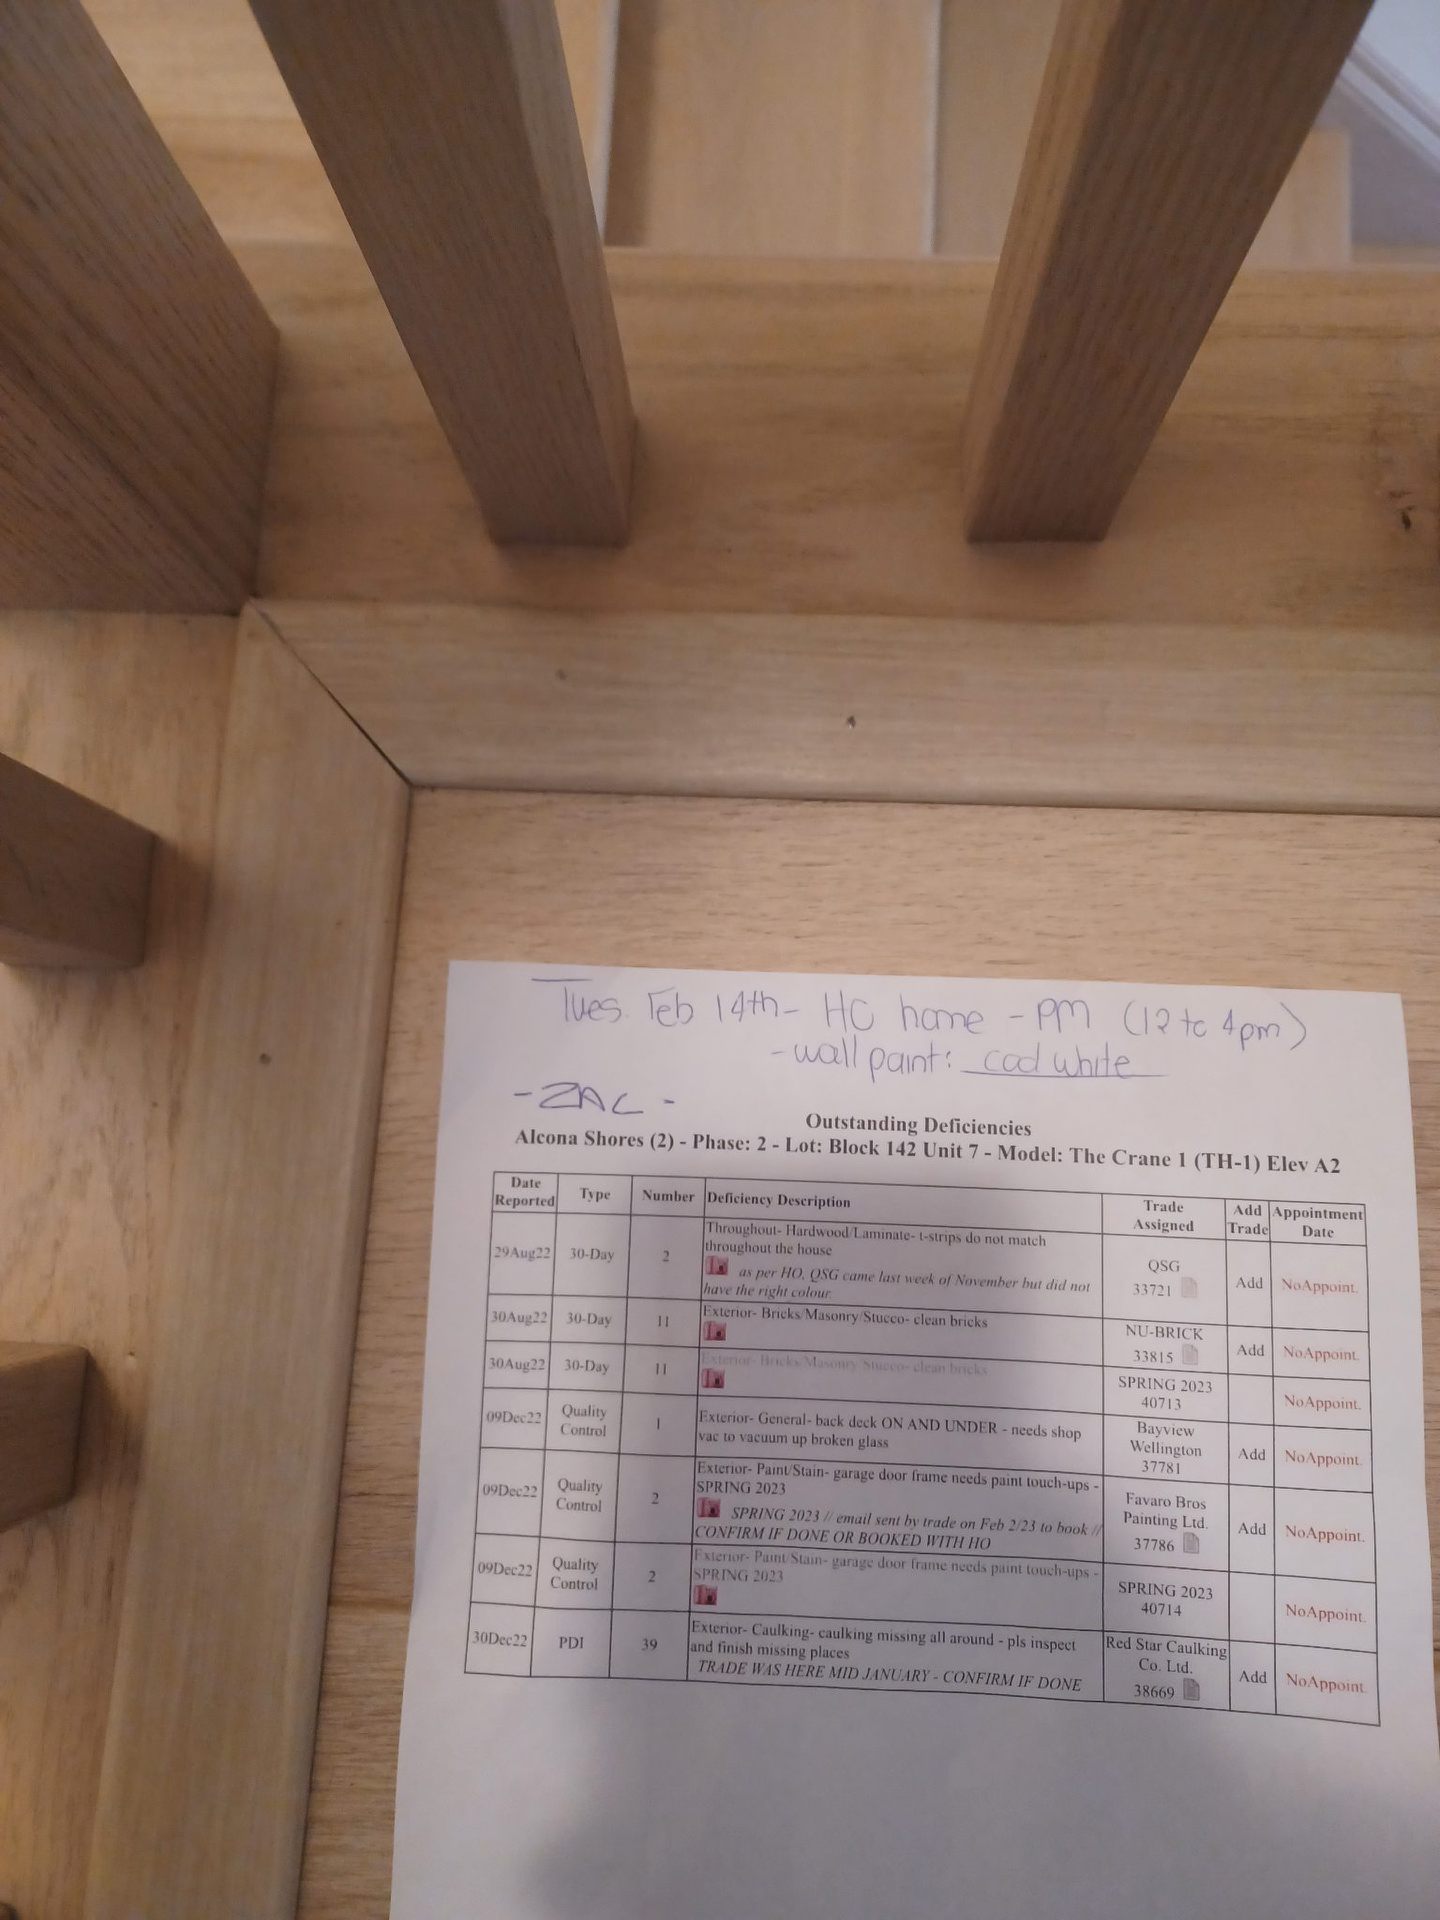 Tues. Feb 14th - HO home - PM (12 to 4pm)
- wall paint: cod white
- ZAC -
Outstanding Deficiencies
Alcona Shores (2) - Phase: 2 - Lot: Block 142 Unit 7 - Model: The Crane 1 (TH-1) Elev A2
Date Reported Type Number Deficiency Description Trade Assigned Add Trade Appointment Date
29Aug22 30-Day 2 Throughout- Hardwood/Laminate- t-strips do not match
throughout the house
as per HO, QSG came last week of November but did not
have the right colour.
QSG
33721 Add NoAppoint.
30Aug22 30-Day 11 Exterior- Bricks/Masonry/Stucco- clean bricks
NU-BRICK
33815 Add NoAppoint.
30Aug22 30-Day 11 Exterior- Bricks/Masonry/Stucco- clean bricks
SPRING 2023
40713 NoAppoint.
09Dec22 Quality Control 1 Exterior- General- back deck ON AND UNDER - needs shop
vac to vacuum up broken glass
Bayview
Wellington
37781 Add NoAppoint.
09Dec22 Quality Control 2 Exterior- Paint/Stain- garage door frame needs paint touch-ups -
SPRING 2023
SPRING 2023 // email sent by trade on Feb 2/23 to book //
CONFIRM IF DONE OR BOOKED WITH HO
Favaro Bros
Painting Ltd.
37786 Add NoAppoint.
09Dec22 Quality Control 2 Exterior- Paint/Stain- garage door frame needs paint touch-ups -
SPRING 2023
SPRING 2023
40714 NoAppoint.
30Dec22 PDI 39 Exterior- Caulking- caulking missing all around - pls inspect
and finish missing places
TRADE WAS HERE MID JANUARY - CONFIRM IF DONE
Red Star Caulking
Co. Ltd.
38669 Add NoAppoint.